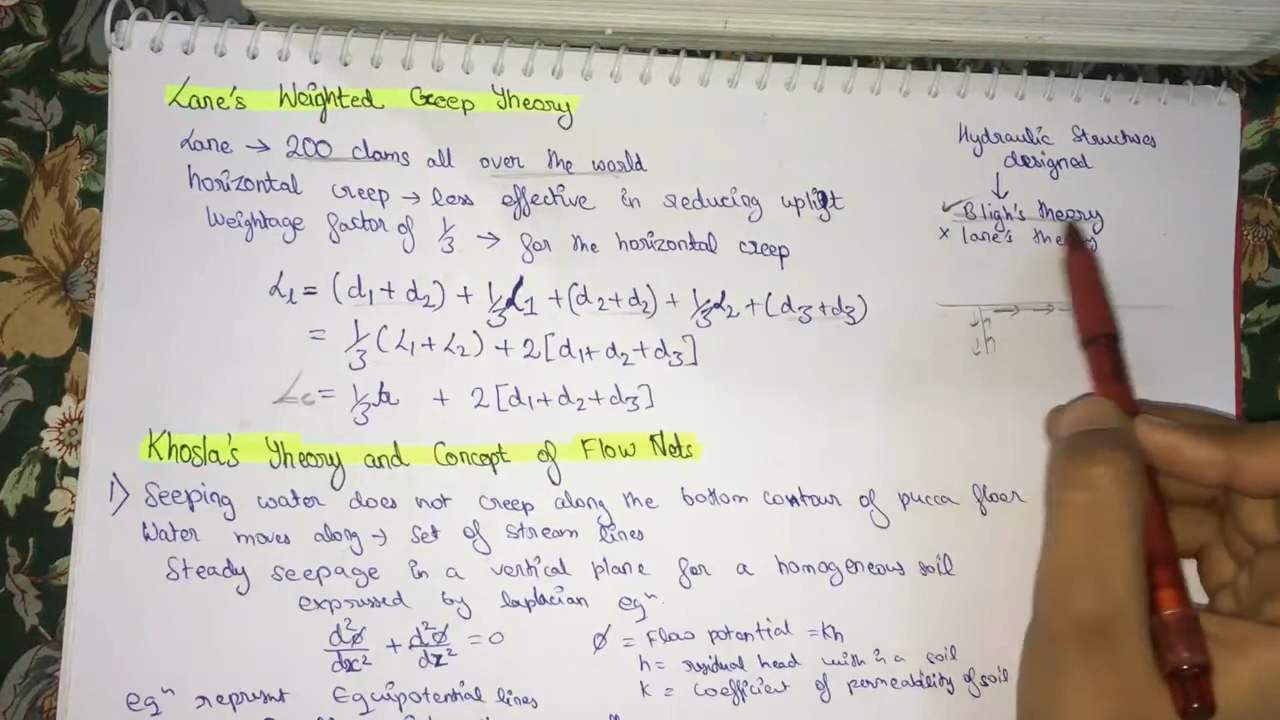 Lane's Weighted Creep Theory
Lane → 200 dams all over the world
horizontal creep → less effective in reducing uplift
Weightage factor of 1/3 → for the horizontal creep
L1 = (d1+d2) + 1/3 L1 + (d2+d2) + 1/3 L2 + (d3+d3)
= 1/3 (L1+L2) + 2[d1+d2+d3]
Lc = 1/3 b + 2[d1+d2+d3]
Hydraulic Structures
designed
↓
✓ Bligh's theory
× lane's
h
h
Khosla's Theory and Concept of Flow Nets
1) Seeping water does not creep along the bottom contour of pucca floor
Water moves along → set of stream lines
Steady seepage in a vertical plane for a homogeneous soil
expressed by laplacian eqn.
d²φ/dx² + d²φ/dz² = 0
φ = Flow potential = Kh
h = residual head within a soil
K = coefficient of permeability of soil
eqn represent Equipotential lines